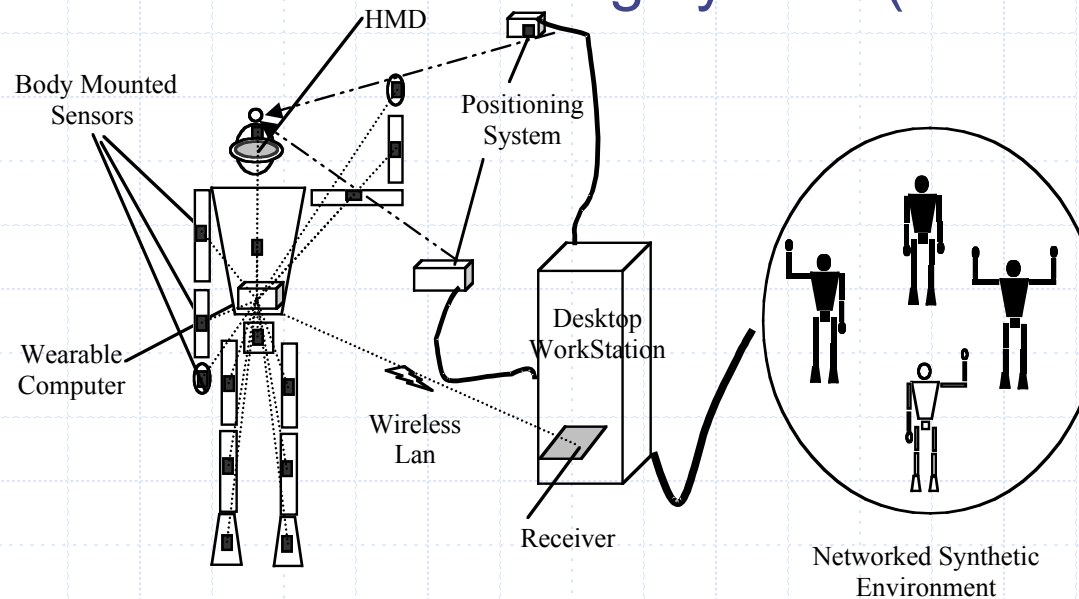 HMD
Body Mounted
Sensors
Positioning
System
Desktop
WorkStation
Wearable
Computer
Wireless
Lan
Receiver
Networked Synthetic
Environment